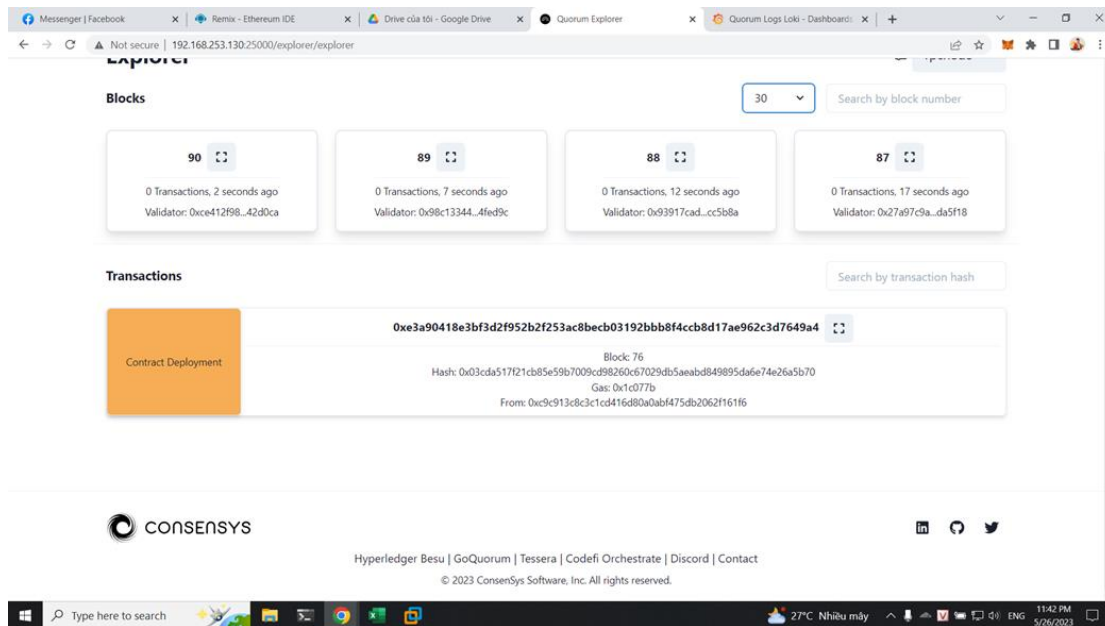 Messenger | Facebook
Remix - Ethereum IDE
Drive của tôi - Google Drive
Quorum Explorer
Quorum Logs Loki - Dashboards
Not secure | 192.168.253.130:25000/explorer/explorer
Explorer
Blocks
30
Search by block number
90
0 Transactions, 2 seconds ago
Validator: 0xce412f98...42d0ca
89
0 Transactions, 7 seconds ago
Validator: 0x98c13344...4fed9c
88
0 Transactions, 12 seconds ago
Validator: 0x93917cad...cc5b8a
87
0 Transactions, 17 seconds ago
Validator: 0x27a97c9a...da5f18
Transactions
Search by transaction hash
Contract Deployment
0xe3a90418e3bf3d2f952b2f253ac8becb03192bbb8f4ccb8d17ae962c3d7649a4
Block: 76
Hash: 0x03cda517f21cb85e59b7009cd98260c67029db5aeabd849895da6e74e26a5b70
Gas: 0x1c077b
From: 0xc9c913c8c3c1cd416d80a0abf475db2062f161f6
CONSENSYS
Hyperledger Besu | GoQuorum | Tessera | Codefi Orchestrate | Discord | Contact
© 2023 ConsenSys Software, Inc. All rights reserved.
Type here to search
27°C Nhiều mây
ENG
11:42 PM
5/26/2023